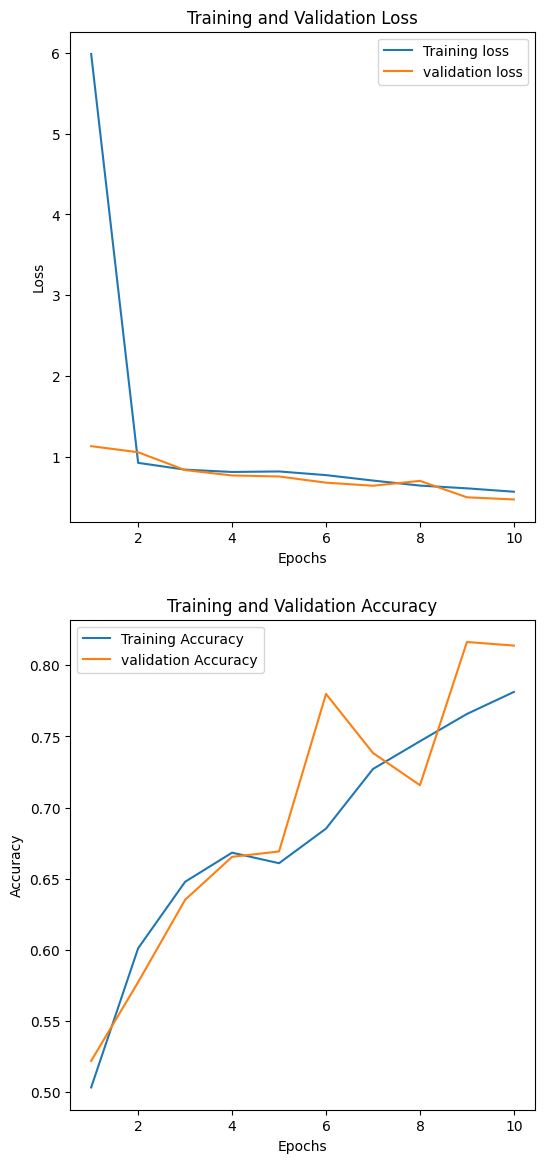 Training and Validation Loss
Training loss
validation loss
6
5
4
3
2
1
Loss
2 4 6 8 10
Epochs
Training and Validation Accuracy
Training Accuracy
validation Accuracy
0.80
0.75
0.70
0.65
0.60
0.55
0.50
Accuracy
2 4 6 8 10
Epochs